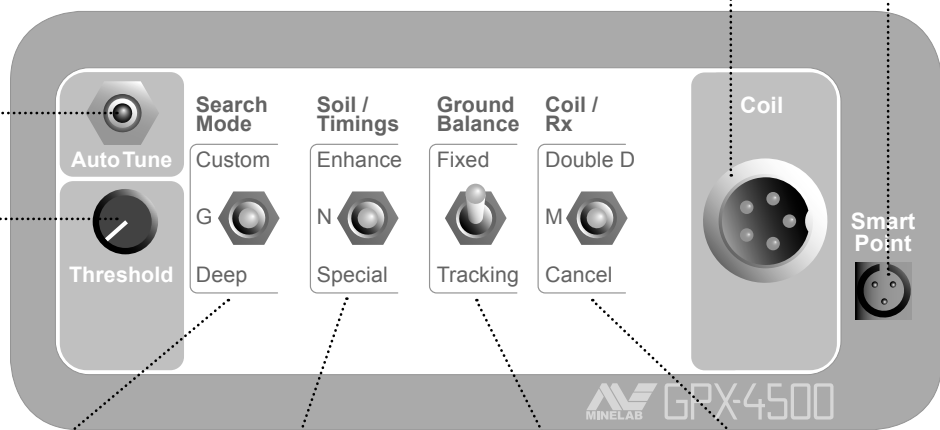 Auto Tune
Threshold
Search
Mode
Custom
G
Deep
Soil /
Timings
Enhance
N
Special
Ground
Balance
Fixed
Tracking
Coil /
Rx
Double D
M
Cancel
Coil
Smart
Point
MINELAB
GPX-4500